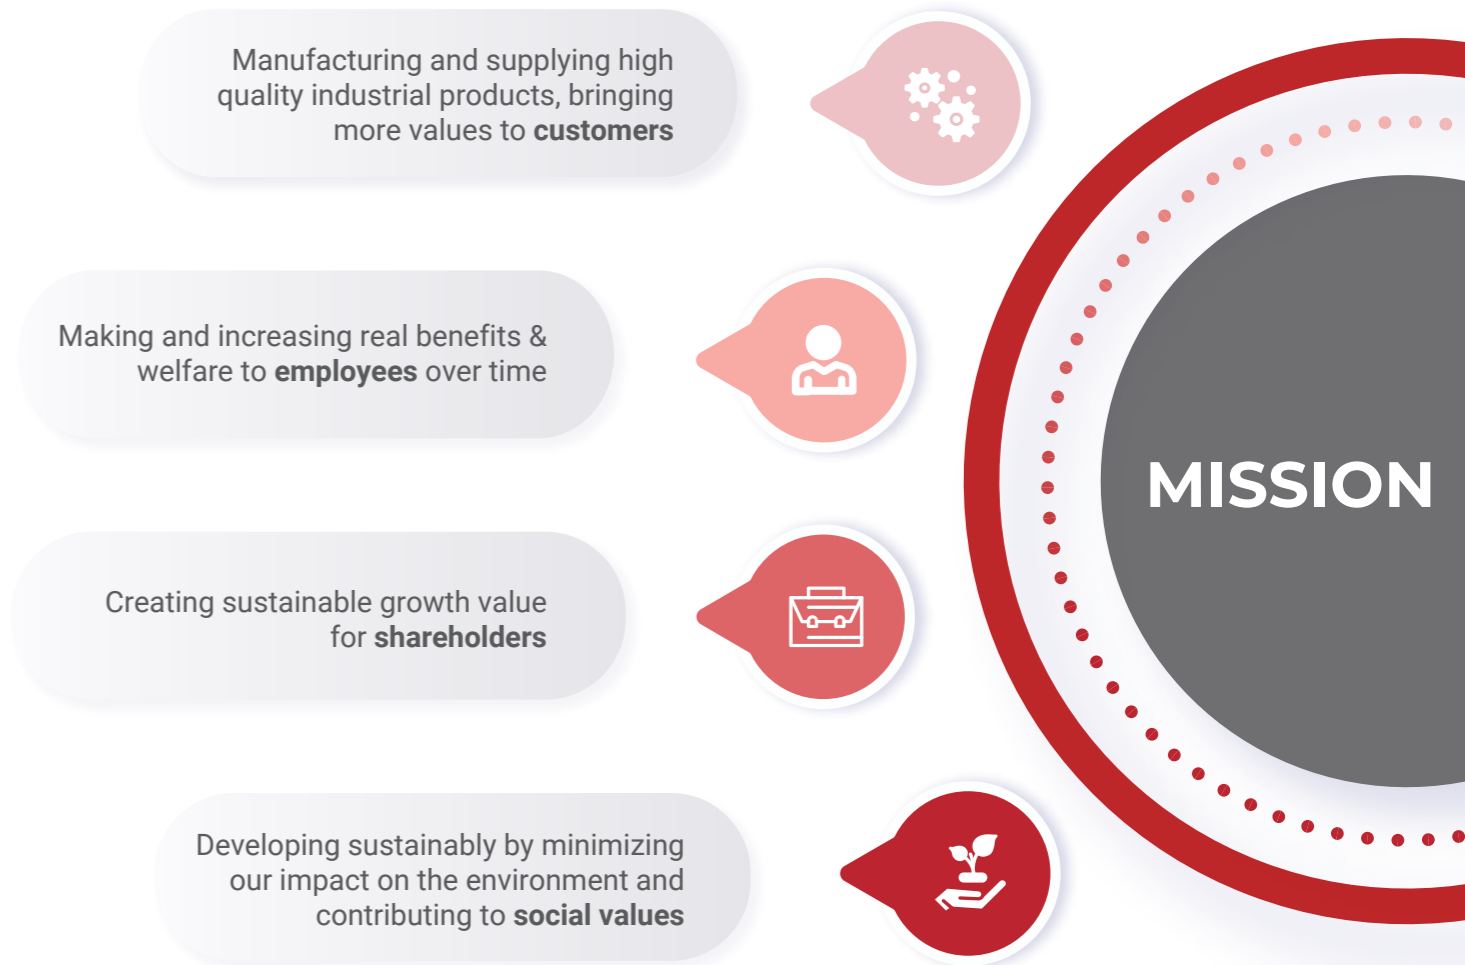 Manufacturing and supplying high
quality industrial products, bringing
more values to customers
Making and increasing real benefits &
welfare to employees over time
MISSION
Creating sustainable growth value
for shareholders
Developing sustainably by minimizing
our impact on the environment and
contributing to social values